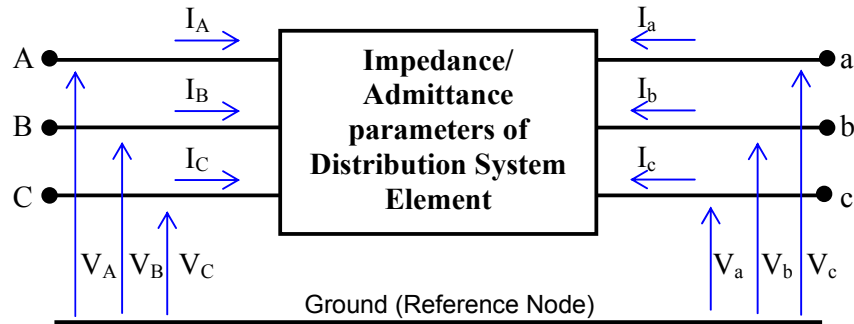 I_A
I_a
A
Impedance/
a
Admittance
I_B
I_b
B
parameters of
b
Distribution System
I_C
I_c
C
Element
c
V_A
V_B
V_C
V_a
V_b
V_c
Ground (Reference Node)